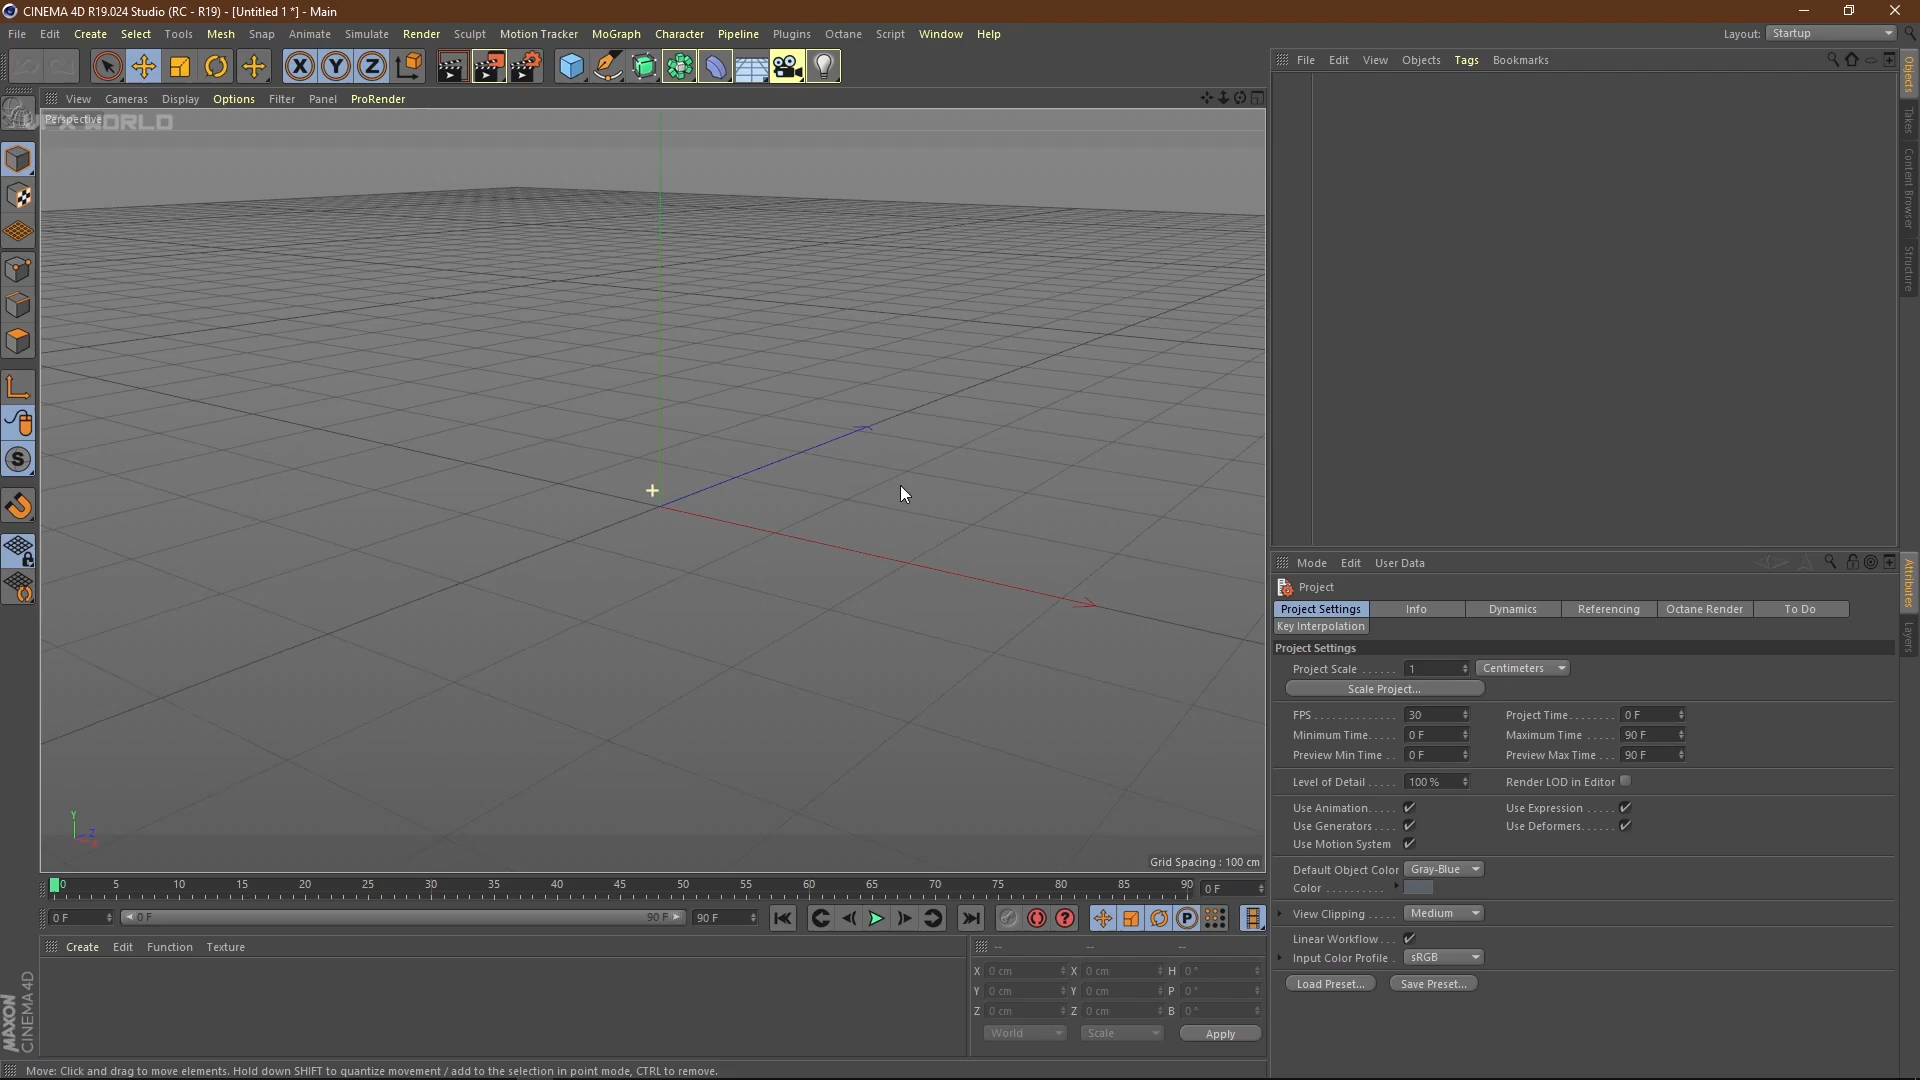 CINEMA 4D R19.024 Studio (RC - R19) - [Untitled 1 *] - Main
File Edit Create Select Tools Mesh Snap Animate Simulate Render Sculpt Motion Tracker MoGraph Character Pipeline Plugins Octane Script Window Help Layout: Startup
X Y Z
File Edit View Objects Tags Bookmarks
View Cameras Display Options Filter Panel ProRender
Perspective
VFX WORLD
Objects
Takes
Content Browser
Structure
S
Y
Z
X
Grid Spacing : 100 cm
Mode Edit User Data
Project
Project Settings Info Dynamics Referencing Octane Render To Do
Key Interpolation
Project Settings
Project Scale . . . . . . 1 Centimeters
Scale Project...
FPS . . . . . . . . . . . . . 30 Project Time. . . . . . . . 0 F
Minimum Time. . . . . 0 F Maximum Time . . . . . 90 F
Preview Min Time . . 0 F Preview Max Time . . . 90 F
Level of Detail . . . . . 100 % Render LOD in Editor
Use Animation. . . . . Use Expression . . . . .
Use Generators . . . . Use Deformers. . . . . .
Use Motion System
Default Object Color Gray-Blue
Color . . . . . . . . . .
View Clipping . . . . . Medium
Linear Workflow. . .
Input Color Profile . sRGB
Load Preset... Save Preset...
Attributes
Layers
0 5 10 15 20 25 30 35 40 45 50 55 60 65 70 75 80 85 90 0 F
0 F 0 F 90 F 90 F ? P
Create Edit Function Texture
-- -- --
X 0 cm X 0 cm H 0 °
Y 0 cm Y 0 cm P 0 °
Z 0 cm Z 0 cm B 0 °
World Scale Apply
MAXON
CINEMA 4D
Move: Click and drag to move elements. Hold down SHIFT to quantize movement / add to the selection in point mode, CTRL to remove.